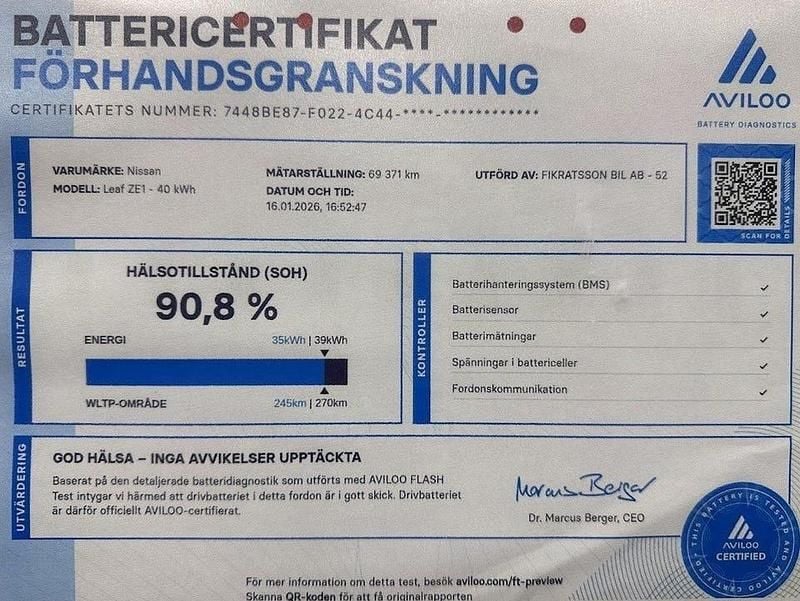 BATTERICERTIFIKAT
FÖRHANDSGRANSKNING
CERTIFIKATETS NUMMER: 7448BE87-F022-4C44-****-************
AVILOO
BATTERY DIAGNOSTICS
FORDON
VARUMÄRKE: Nissan
MODELL: Leaf ZE1 - 40 kWh
MÄTARSTÄLLNING: 69 371 km
DATUM OCH TID:
16.01.2026, 16:52:47
UTFÖRD AV: FIKRATSSON BIL AB - 52
SCAN FOR DETAILS
RESULTAT
HÄLSOTILLSTÅND (SOH)
90,8 %
ENERGI 35kWh | 39kWh
WLTP-OMRÅDE 245km | 270km
KONTROLLER
Batterihanteringssystem (BMS) ✓
Batterisensor ✓
Batterimätningar ✓
Spänningar i battericeller ✓
Fordonskommunikation ✓
UTVÄRDERING
GOD HÄLSA – INGA AVVIKELSER UPPTÄCKTA
Baserat på den detaljerade batteridiagnostik som utförts med AVILOO FLASH
Test intygar vi härmed att drivbatteriet i detta fordon är i gott skick. Drivbatteriet
är därför officiellt AVILOO-certifierat.
Marcus Berger
Dr. Marcus Berger, CEO
THIS BATTERY IS TESTED AND AVILOO CERTIFIED
AVILOO
CERTIFIED
För mer information om detta test, besök aviloo.com/ft-preview
Skanna QR-koden för att få originalrapporten